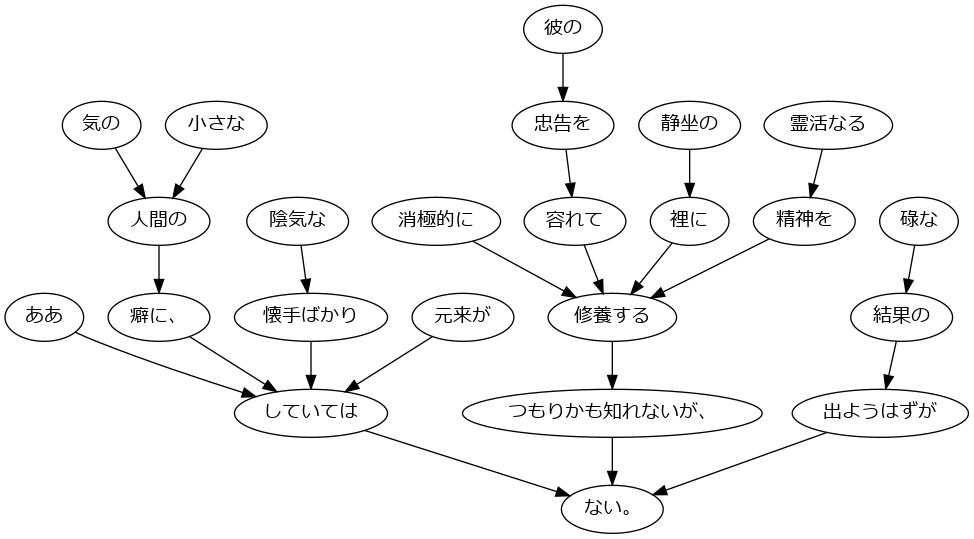 彼の
気の
小さな
忠告を
静坐の
霊活なる
人間の
陰気な
消極的に
容れて
裡に
精神を
碌な
ああ
癖に、
懐手ばかり
元来が
修養する
結果の
していては
つもりかも知れないが、
出ようはずが
ない。